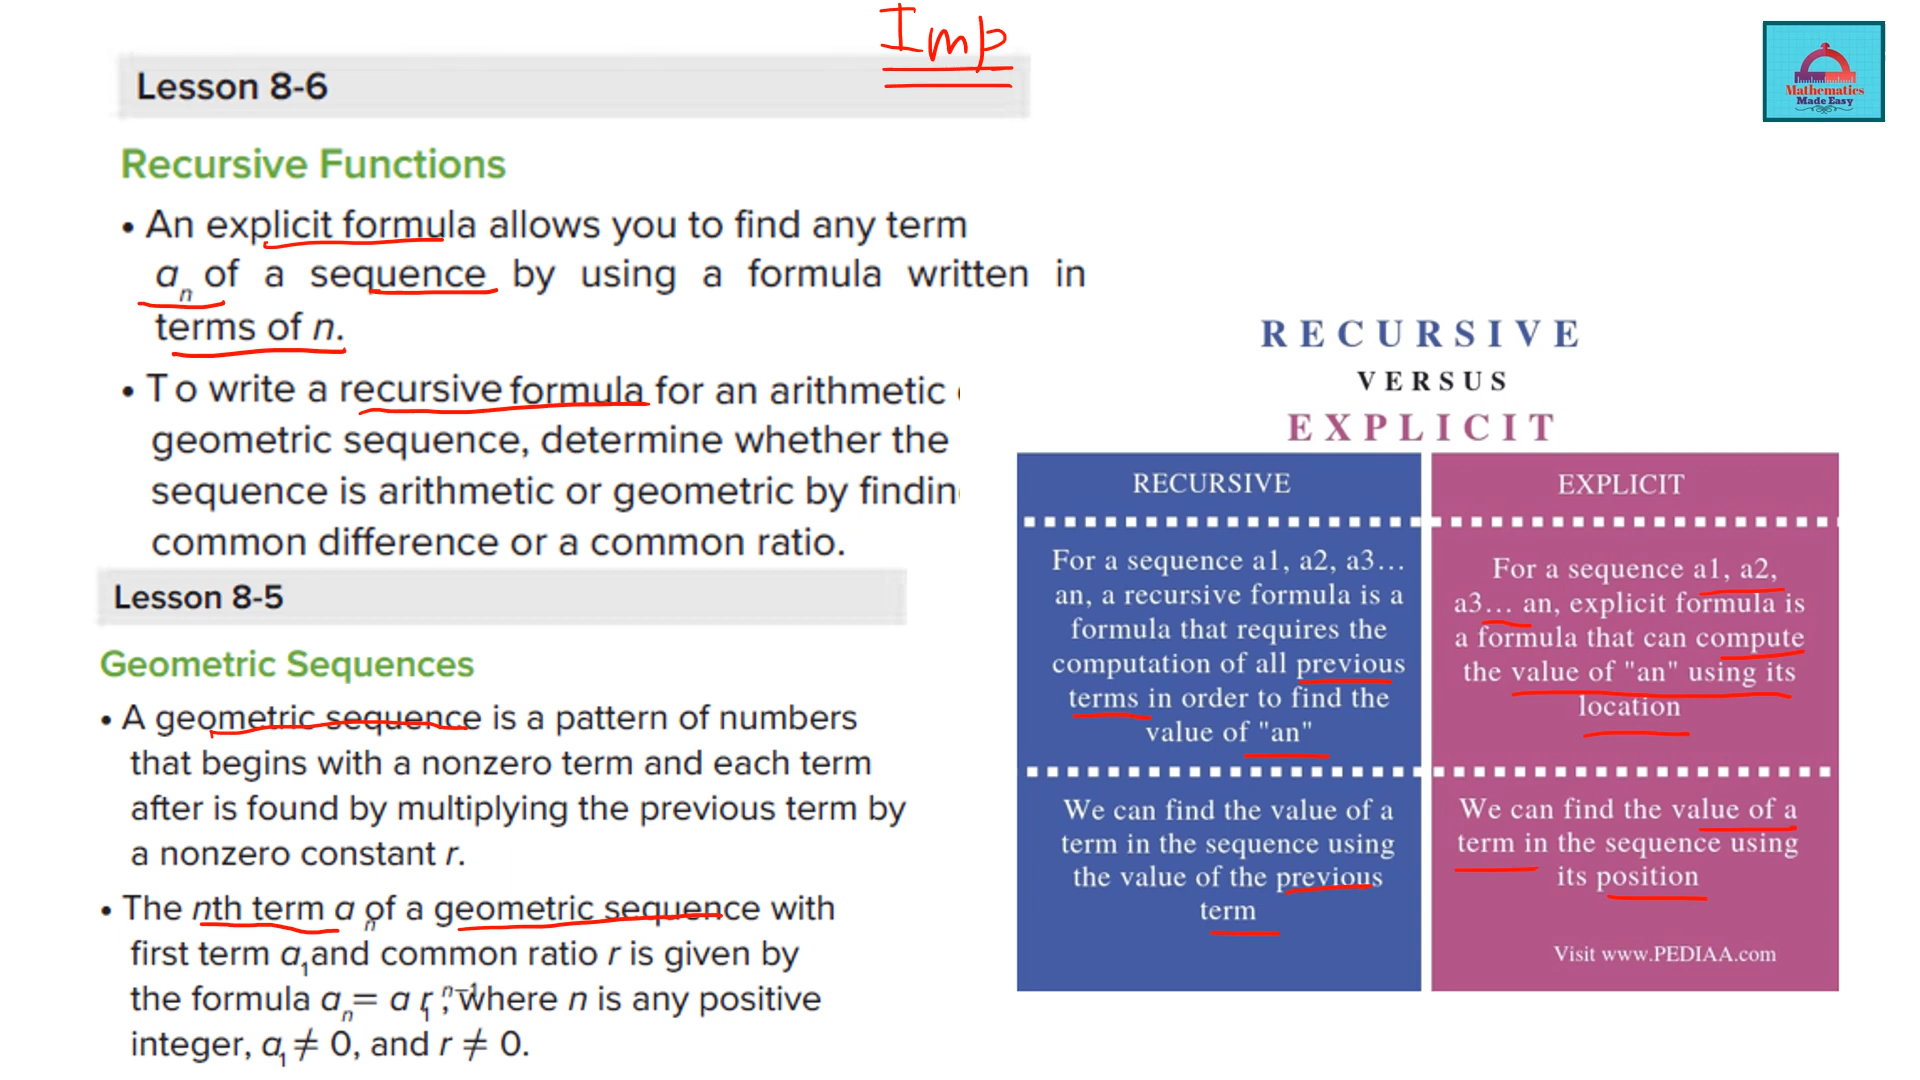 Imp
Mathematics
Made Easy
Lesson 8-6
Recursive Functions
• An explicit formula allows you to find any term
aₙ of a sequence by using a formula written in
terms of n.
• To write a recursive formula for an arithmetic
geometric sequence, determine whether the
sequence is arithmetic or geometric by findin
common difference or a common ratio.
Lesson 8-5
Geometric Sequences
• A geometric sequence is a pattern of numbers
that begins with a nonzero term and each term
after is found by multiplying the previous term by
a nonzero constant r.
• The nth term aₙ of a geometric sequence with
first term a₁ and common ratio r is given by
the formula aₙ = a₁rⁿ⁻¹, where n is any positive
integer, a₁ ≠ 0, and r ≠ 0.
RECURSIVE
VERSUS
EXPLICIT
RECURSIVE
For a sequence a1, a2, a3...
an, a recursive formula is a
formula that requires the
computation of all previous
terms in order to find the
value of "an"
We can find the value of a
term in the sequence using
the value of the previous
term
EXPLICIT
For a sequence a1, a2,
a3... an, explicit formula is
a formula that can compute
the value of "an" using its
location
We can find the value of a
term in the sequence using
its position
Visit www.PEDIAA.com